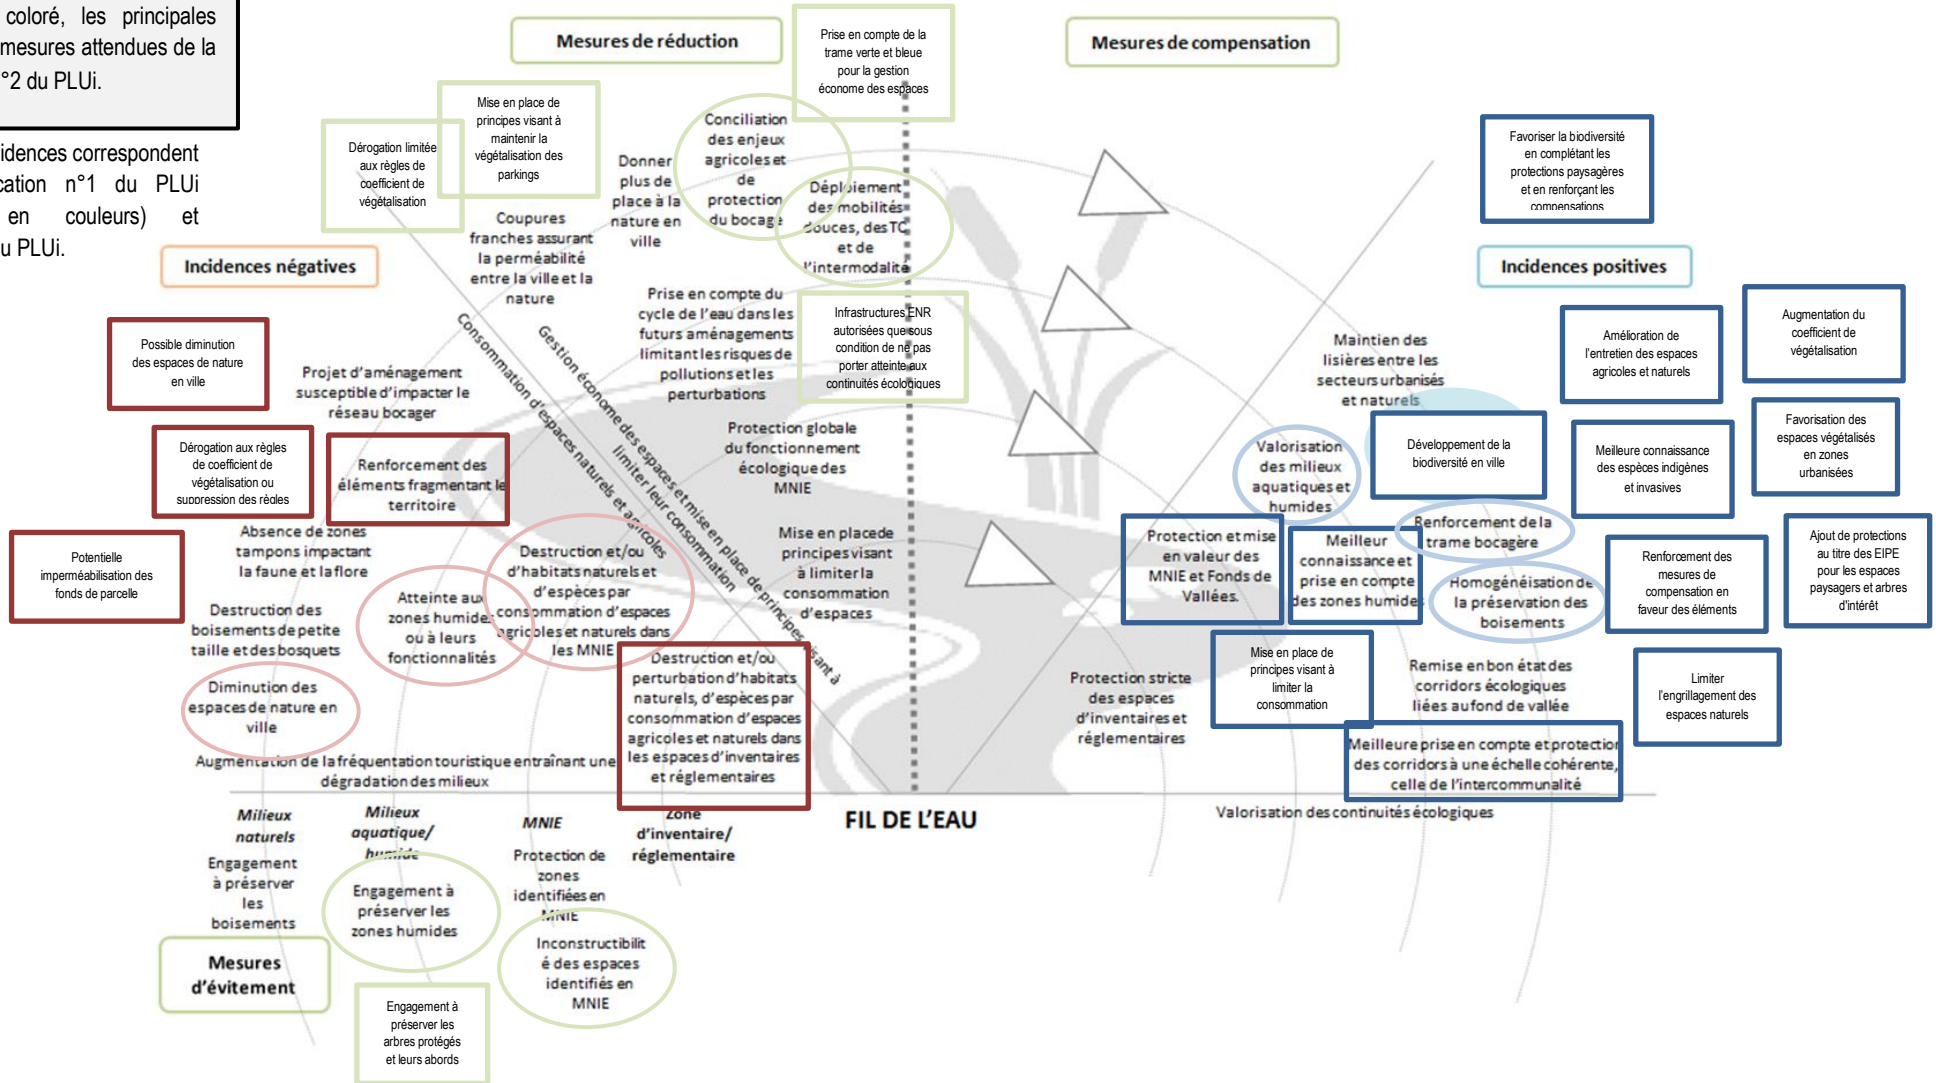 coloré, les principales
mesures attendues de la
°2 du PLUi.
idences correspondent
cation n°1 du PLUi
en couleurs) et
u PLUi.
Mesures de réduction
Mesures de compensation
Prise en compte de la
trame verte et bleue
pour la gestion
économe des espaces
Mise en place de
principes visant à
maintenir la
végétalisation des
parkings
Dérogation limitée
aux règles de
coefficient de
végétalisation
Conciliation
des enjeux
agricoles et
de
protection
du bocage
Donner
plus de
place à la
nature en
ville
Déploiement
des mobilités
douces, des TC
et de
l'intermodalité
Coupures
franches assurant
la perméabilité
entre la ville et la
nature
Prise en compte du
cycle de l'eau dans les
futurs aménagements
limitant les risques de
pollutions et les
perturbations
Infrastructures ENR
autorisées que sous
condition de ne pas
porter atteinte aux
continuités écologiques
Protection globale
du fonctionnement
écologique des
MNIE
Mise en place de
principes visant
à limiter la
consommation
d'espaces
Gestion économe des espaces et mise en place de principes visant à
limiter leur consommation
Consommation d'espaces naturels et agricoles
Incidences négatives
Possible diminution
des espaces de nature
en ville
Projet d'aménagement
susceptible d'impacter le
réseau bocager
Dérogation aux règles
de coefficient de
végétalisation ou
suppression des règles
Renforcement des
éléments fragmentant le
territoire
Potentielle
imperméabilisation des
fonds de parcelle
Absence de zones
tampons impactant
la faune et la flore
Destruction et/ou
d'habitats naturels et
d'espèces par
consommation d'espaces
agricoles et naturels dans
les MNIE
Atteinte aux
zones humides
ou à leurs
fonctionnalités
Destruction des
boisements de petite
taille et des bosquets
Diminution des
espaces de nature en
ville
Destruction et/ou
perturbation d'habitats
naturels, d'espèces par
consommation d'espaces
agricoles et naturels dans
les espaces d'inventaires
et réglementaires
Augmentation de la fréquentation touristique entraînant une
dégradation des milieux
Incidences positives
Favoriser la biodiversité
en complétant les
protections paysagères
et en renforçant les
compensations
Maintien des
lisières entre les
secteurs urbanisés
et naturels
Amélioration de
l'entretien des espaces
agricoles et naturels
Augmentation du
coefficient de
végétalisation
Valorisation
des milieux
aquatiques et
humides
Développement de la
biodiversité en ville
Meilleure connaissance
des espèces indigènes
et invasives
Favorisation des
espaces végétalisés
en zones
urbanisées
Protection et mise
en valeur des
MNIE et Fonds de
Vallées.
Meilleur
connaissance et
prise en compte
des zones humides
Renforcement de la
trame bocagère
Homogénéisation de
la préservation des
boisements
Renforcement des
mesures de
compensation en
faveur des éléments
Ajout de protections
au titre des EIPE
pour les espaces
paysagers et arbres
d'intérêt
Protection stricte
des espaces
d'inventaires et
réglementaires
Mise en place de
principes visant à
limiter la
consommation
Remise en bon état des
corridors écologiques
liées au fond de vallée
Limiter
l'engrillagement des
espaces naturels
Meilleure prise en compte et protection
des corridors à une échelle cohérente,
celle de l'intercommunalité
Valorisation des continuités écologiques
FIL DE L'EAU
Milieux
naturels
Milieux
aquatique/
humide
MNIE
Zone
d'inventaire/
réglementaire
Engagement
à préserver
les
boisements
Engagement à
préserver les
zones humides
Protection de
zones
identifiées en
MNIE
Inconstructibilit
é des espaces
identifiés en
MNIE
Mesures
d'évitement
Engagement à
préserver les
arbres protégés
et leurs abords